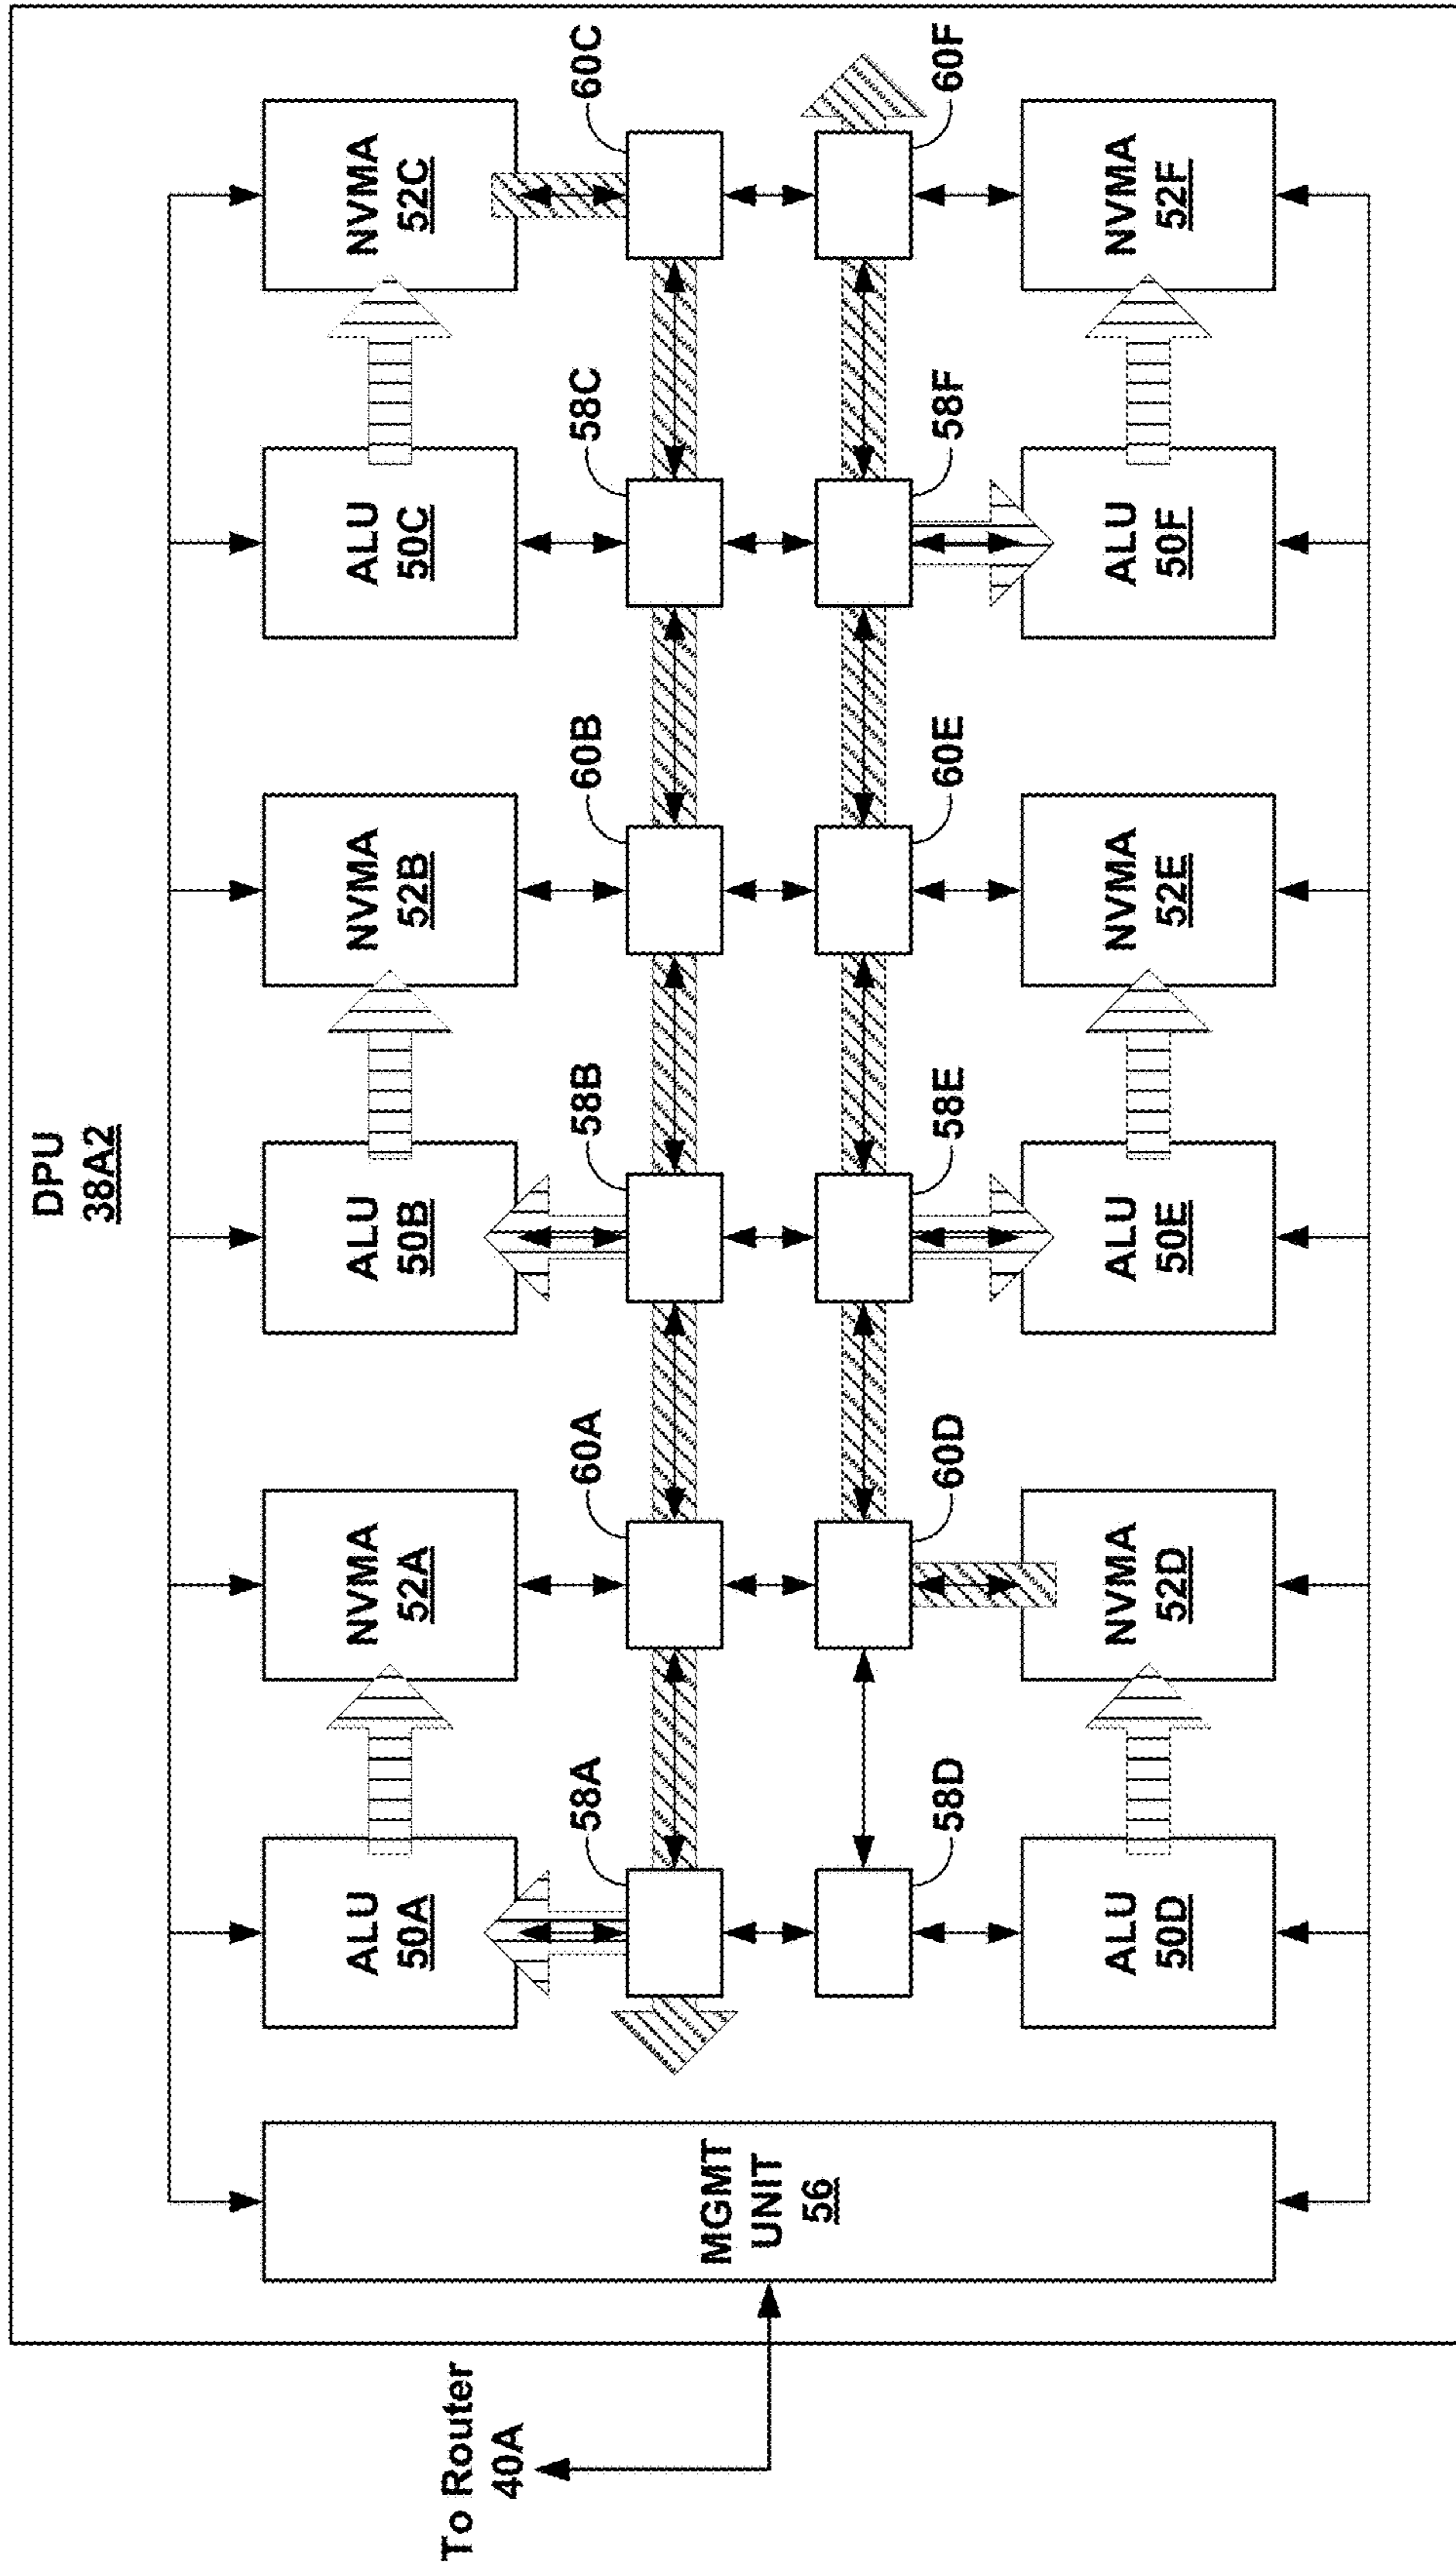 DPU
38A2
ALU
50A
NVMA
52A
ALU
50B
NVMA
52B
ALU
50C
NVMA
52C
58A
60A
58B
60B
58C
60C
58D
60D
58E
60E
58F
60F
ALU
50D
NVMA
52D
ALU
50E
NVMA
52E
ALU
50F
NVMA
52F
MGMT
UNIT
56
To Router
40A